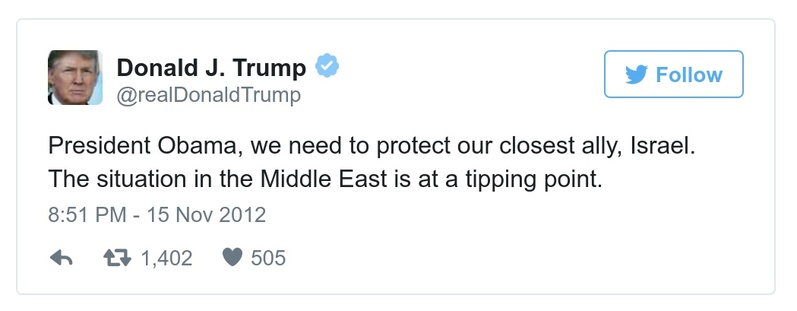 Donald J. Trump
@realDonaldTrump
Follow
President Obama, we need to protect our closest ally, Israel.
The situation in the Middle East is at a tipping point.
8:51 PM - 15 Nov 2012
1,402 505